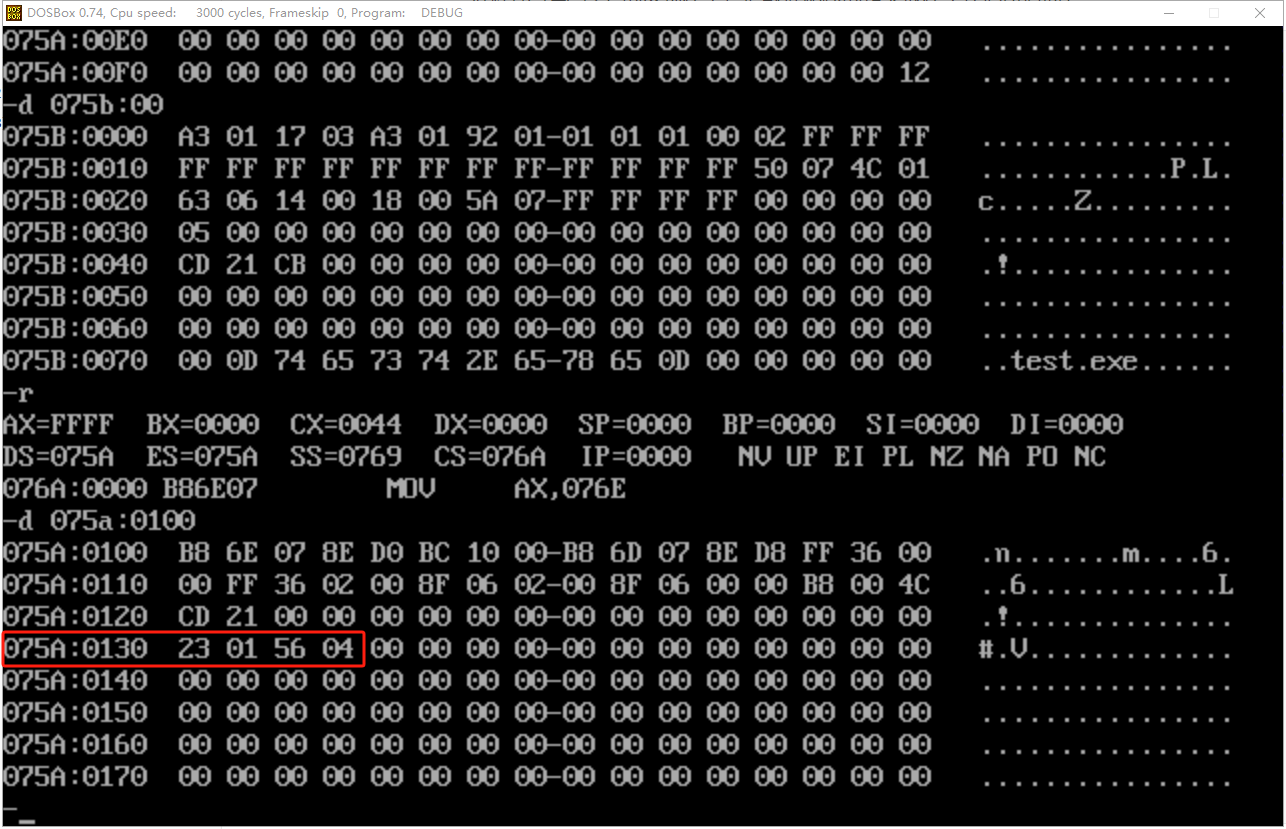 DOSBox 0.74, Cpu speed: 3000 cycles, Frameskip 0, Program: DEBUG
075A:00E0 00 00 00 00 00 00 00 00-00 00 00 00 00 00 00 00 ................
075A:00F0 00 00 00 00 00 00 00 00-00 00 00 00 00 00 00 12 ................
-d 075b:00
075B:0000 A3 01 17 03 A3 01 92 01-01 01 01 00 02 FF FF FF ................
075B:0010 FF FF FF FF FF FF FF FF-FF FF FF FF 50 07 4C 01 ............P.L.
075B:0020 63 06 14 00 18 00 5A 07-FF FF FF FF 00 00 00 00 c.....Z.........
075B:0030 05 00 00 00 00 00 00 00-00 00 00 00 00 00 00 00 ................
075B:0040 CD 21 CB 00 00 00 00 00-00 00 00 00 00 00 00 00 .!..............
075B:0050 00 00 00 00 00 00 00 00-00 00 00 00 00 00 00 00 ................
075B:0060 00 00 00 00 00 00 00 00-00 00 00 00 00 00 00 00 ................
075B:0070 00 0D 74 65 73 74 2E 65-78 65 0D 00 00 00 00 00 ..test.exe......
-r
AX=FFFF BX=0000 CX=0044 DX=0000 SP=0000 BP=0000 SI=0000 DI=0000
DS=075A ES=075A SS=0769 CS=076A IP=0000 NV UP EI PL NZ NA PO NC
076A:0000 B86E07 MOV AX,076E
-d 075a:0100
075A:0100 B8 6E 07 8E D0 BC 10 00-B8 6D 07 8E D8 FF 36 00 .n.......m....6.
075A:0110 00 FF 36 02 00 8F 06 02-00 8F 06 00 00 B8 00 4C ..6............L
075A:0120 CD 21 00 00 00 00 00 00-00 00 00 00 00 00 00 00 .!..............
075A:0130 23 01 56 04 00 00 00 00-00 00 00 00 00 00 00 00 #.V.............
075A:0140 00 00 00 00 00 00 00 00-00 00 00 00 00 00 00 00 ................
075A:0150 00 00 00 00 00 00 00 00-00 00 00 00 00 00 00 00 ................
075A:0160 00 00 00 00 00 00 00 00-00 00 00 00 00 00 00 00 ................
075A:0170 00 00 00 00 00 00 00 00-00 00 00 00 00 00 00 00 ................
-_